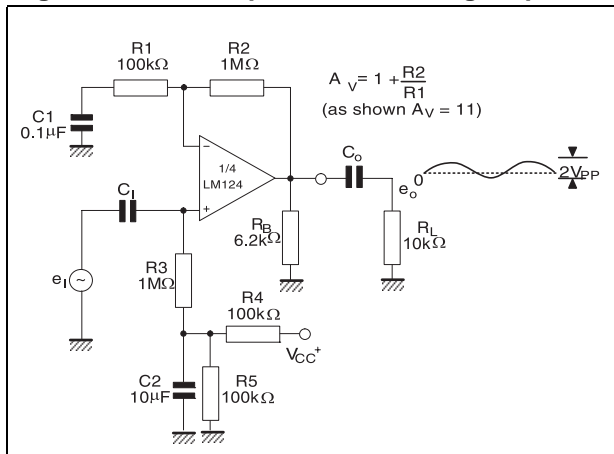 R1
100kΩ
R2
1MΩ
A V = 1 + R2
R1
(as shown AV = 11)
C1
0.1µF
1/4
LM124
−
+
CI
Co
eo
0
2VPP
eI
~
RB
6.2kΩ
RL
10kΩ
R3
1MΩ
R4
100kΩ
VCC+
C2
10µF
R5
100kΩ